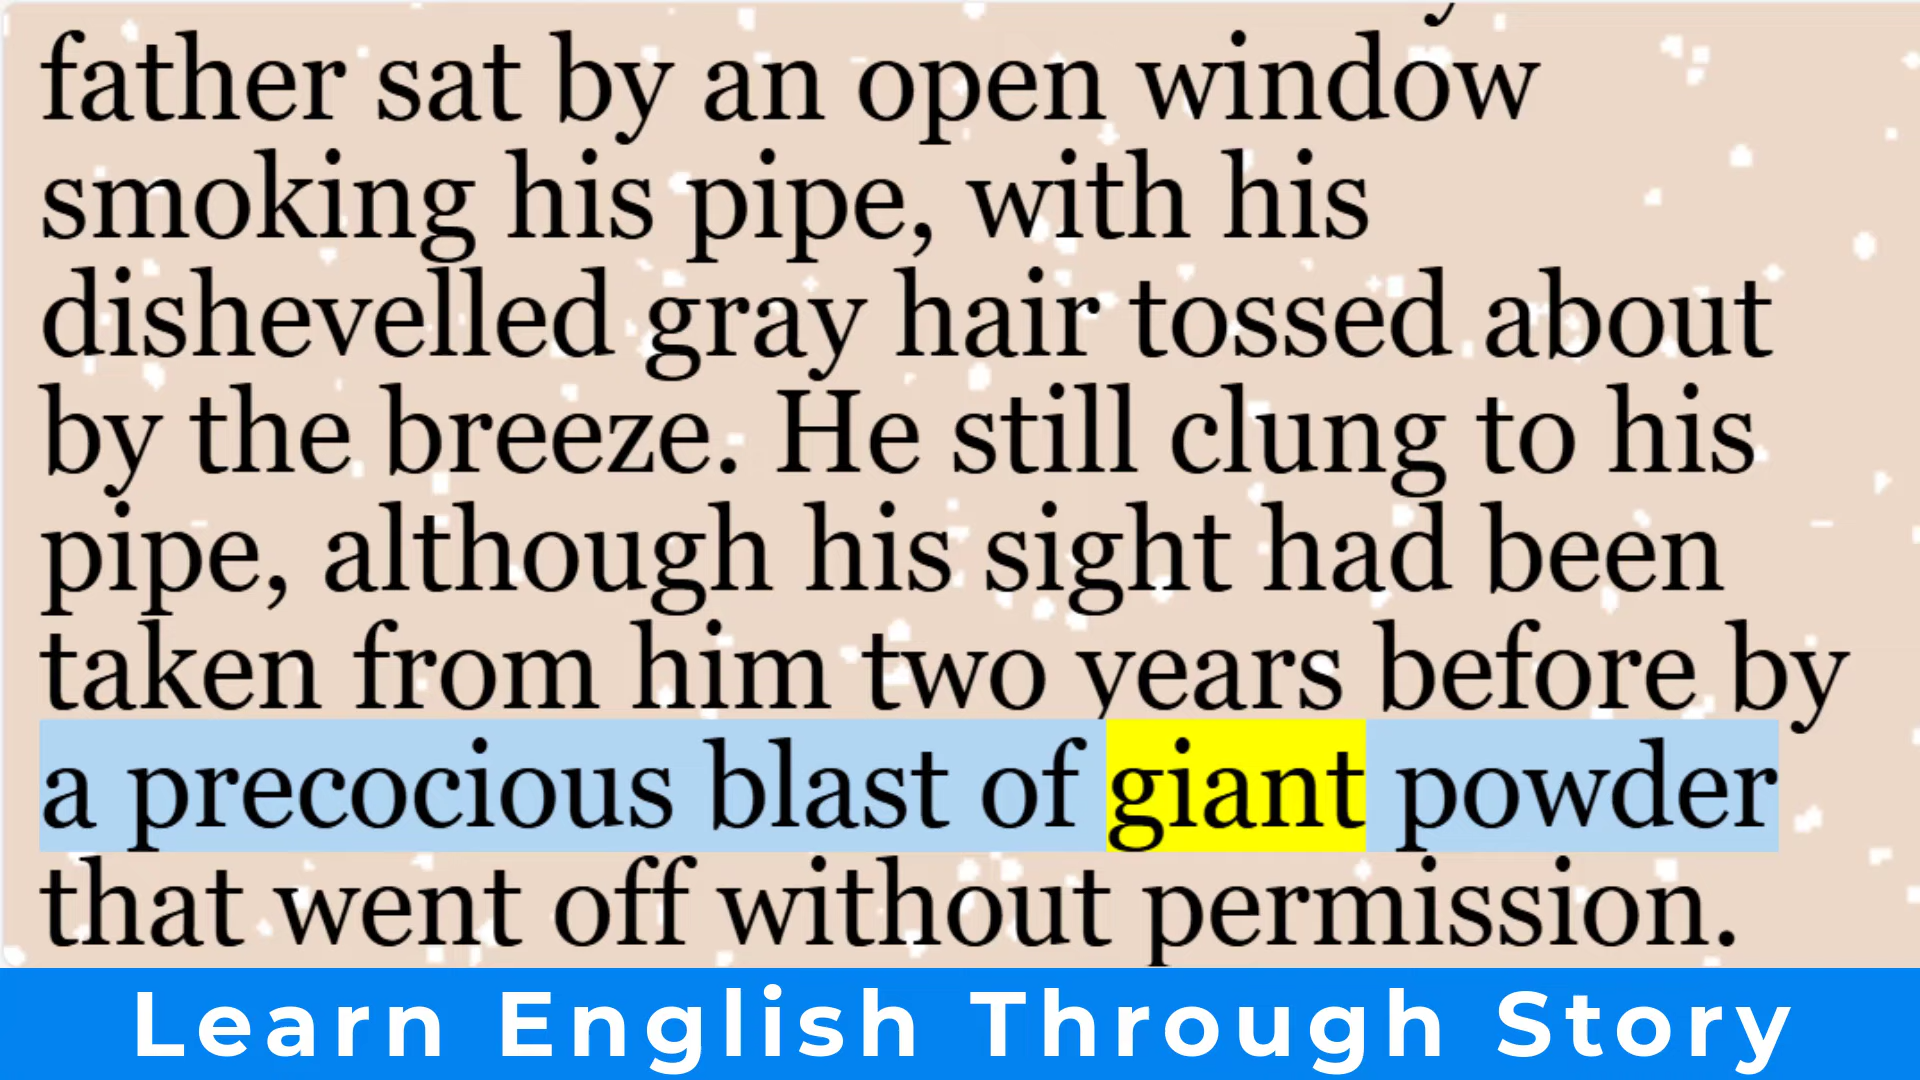 father sat by an open window
smoking his pipe, with his
dishevelled gray hair tossed about
by the breeze. He still clung to his
pipe, although his sight had been
taken from him two years before by
a precocious blast of giant powder
that went off without permission.
Learn English Through Story